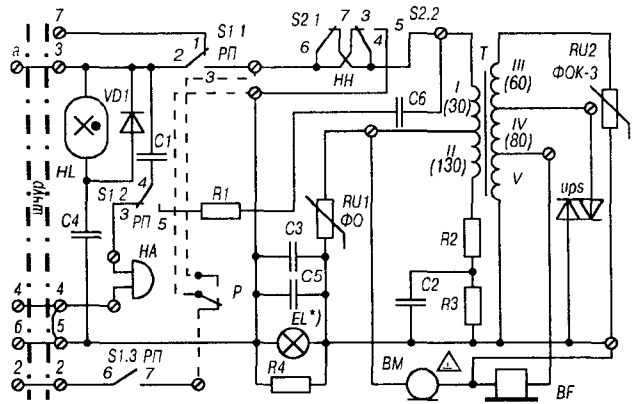 7
S1 1
РП
S2 1
7
3
5
S2.2
1
6
4
а
3
2
3
НН
T
III
(60)
RU2
ФОК-3
VD1
I
(30)
C6
IV
(80)
HL
C1
II
(130)
V
шнур
S1 2
4
3
РП
5
R1
RU1
ФО
ups
C4
HA
C3
R2
P
C5
C2
R3
4
4
EL*)
б
5
BM
S1.3 РП
R4
2
2
6
7
BF